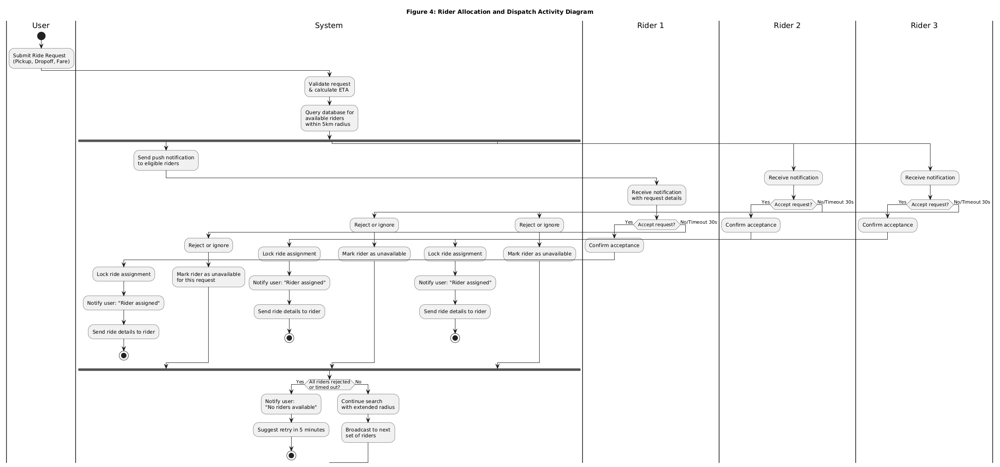 Figure 4: Rider Allocation and Dispatch Activity Diagram
User
System
Rider 1
Rider 2
Rider 3
Submit Ride Request
(Pickup, Dropoff, Fare)
Validate request
& calculate ETA
Query database for
available riders
within 5km radius
Send push notification
to eligible riders
Receive notification
with request details
Receive notification
Receive notification
Yes
Accept request?
No/Timeout 30s
Yes
Accept request?
No/Timeout 30s
Yes
Accept request?
No/Timeout 30s
Reject or ignore
Reject or ignore
Confirm acceptance
Confirm acceptance
Reject or ignore
Confirm acceptance
Lock ride assignment
Mark rider as unavailable
Lock ride assignment
Mark rider as unavailable
Lock ride assignment
Mark rider as unavailable
for this request
Notify user: "Rider assigned"
Notify user: "Rider assigned"
Notify user: "Rider assigned"
Send ride details to rider
Send ride details to rider
Send ride details to rider
Yes
All riders rejected
or timed out?
No
Notify user:
"No riders available"
Continue search
with extended radius
Suggest retry in 5 minutes
Broadcast to next
set of riders